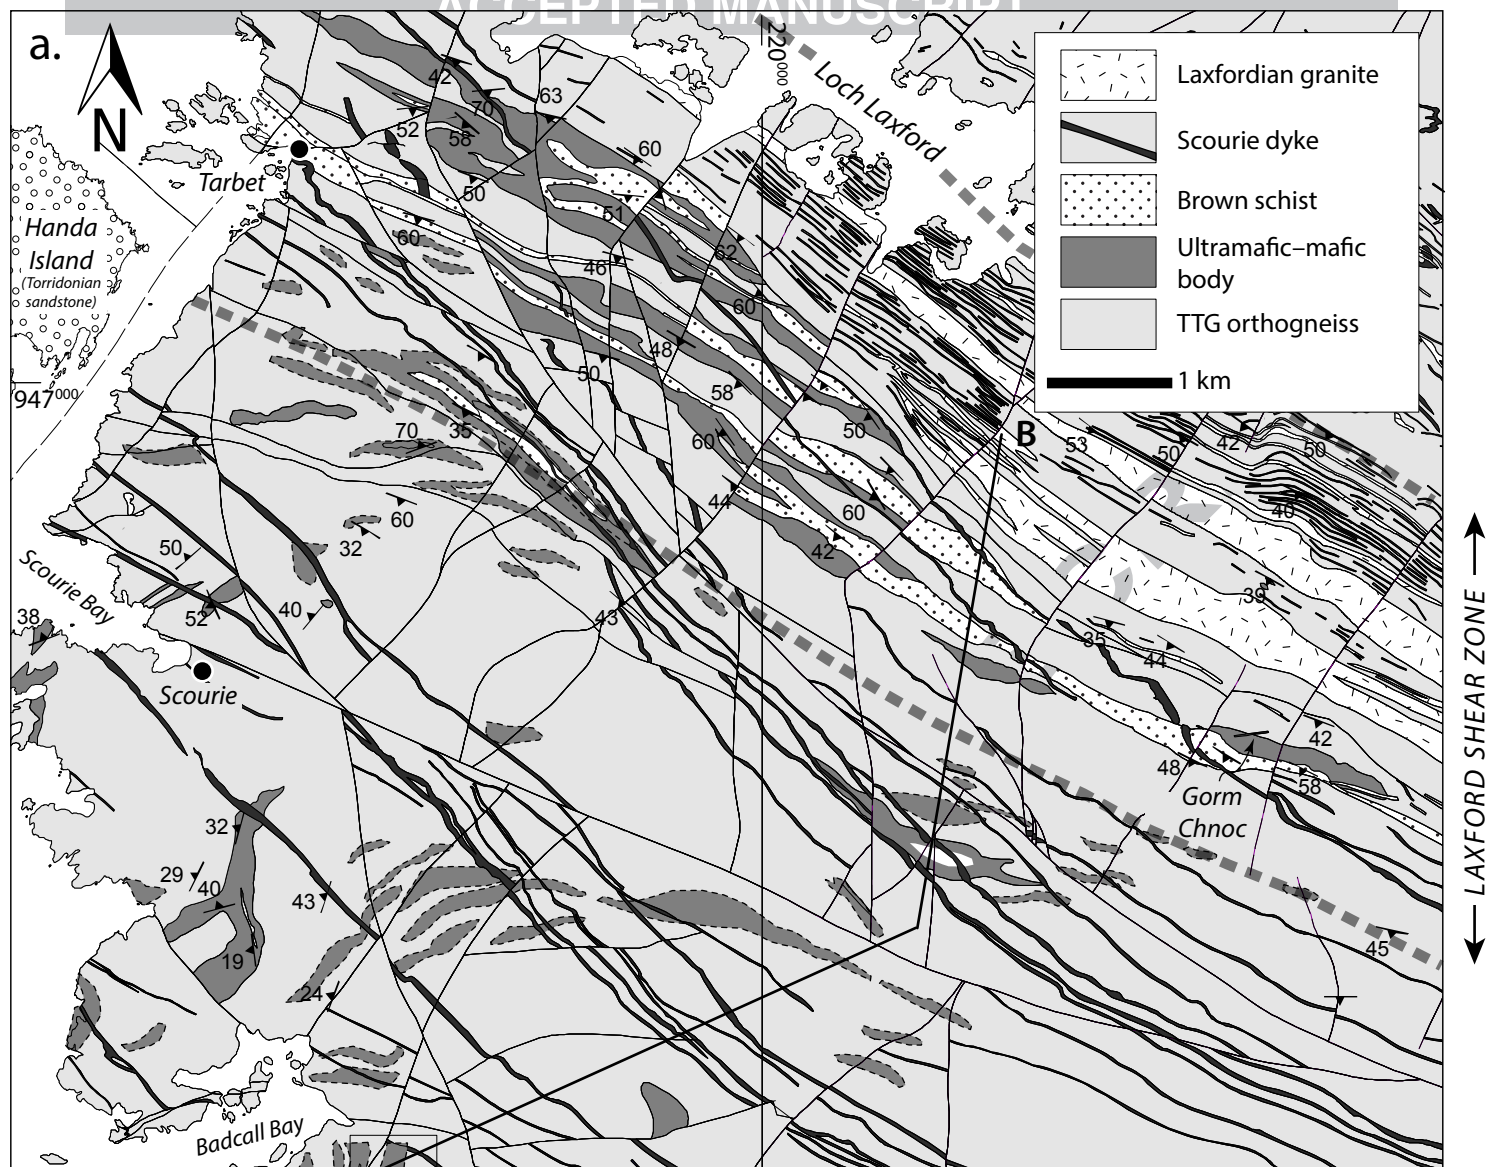 ACCEPTED MANUSCRIPT
a.
N
220000
Loch Laxford
Laxfordian granite
Scourie dyke
Brown schist
Ultramafic–mafic
body
TTG orthogneiss
1 km
42
70
63
52
58
60
50
51
Tarbet
Handa
Island
(Torridonian
sandstone)
60
62
46
60
48
50
58
947000
70
35
60
50
B
53
50
42
50
44
60
40
60
32
42
50
Scourie Bay
52
40
43
39
38
35
44
Scourie
42
48
58
Gorm
Chnoc
LAXFORD SHEAR ZONE
32
29
40
43
19
45
24
Badcall Bay